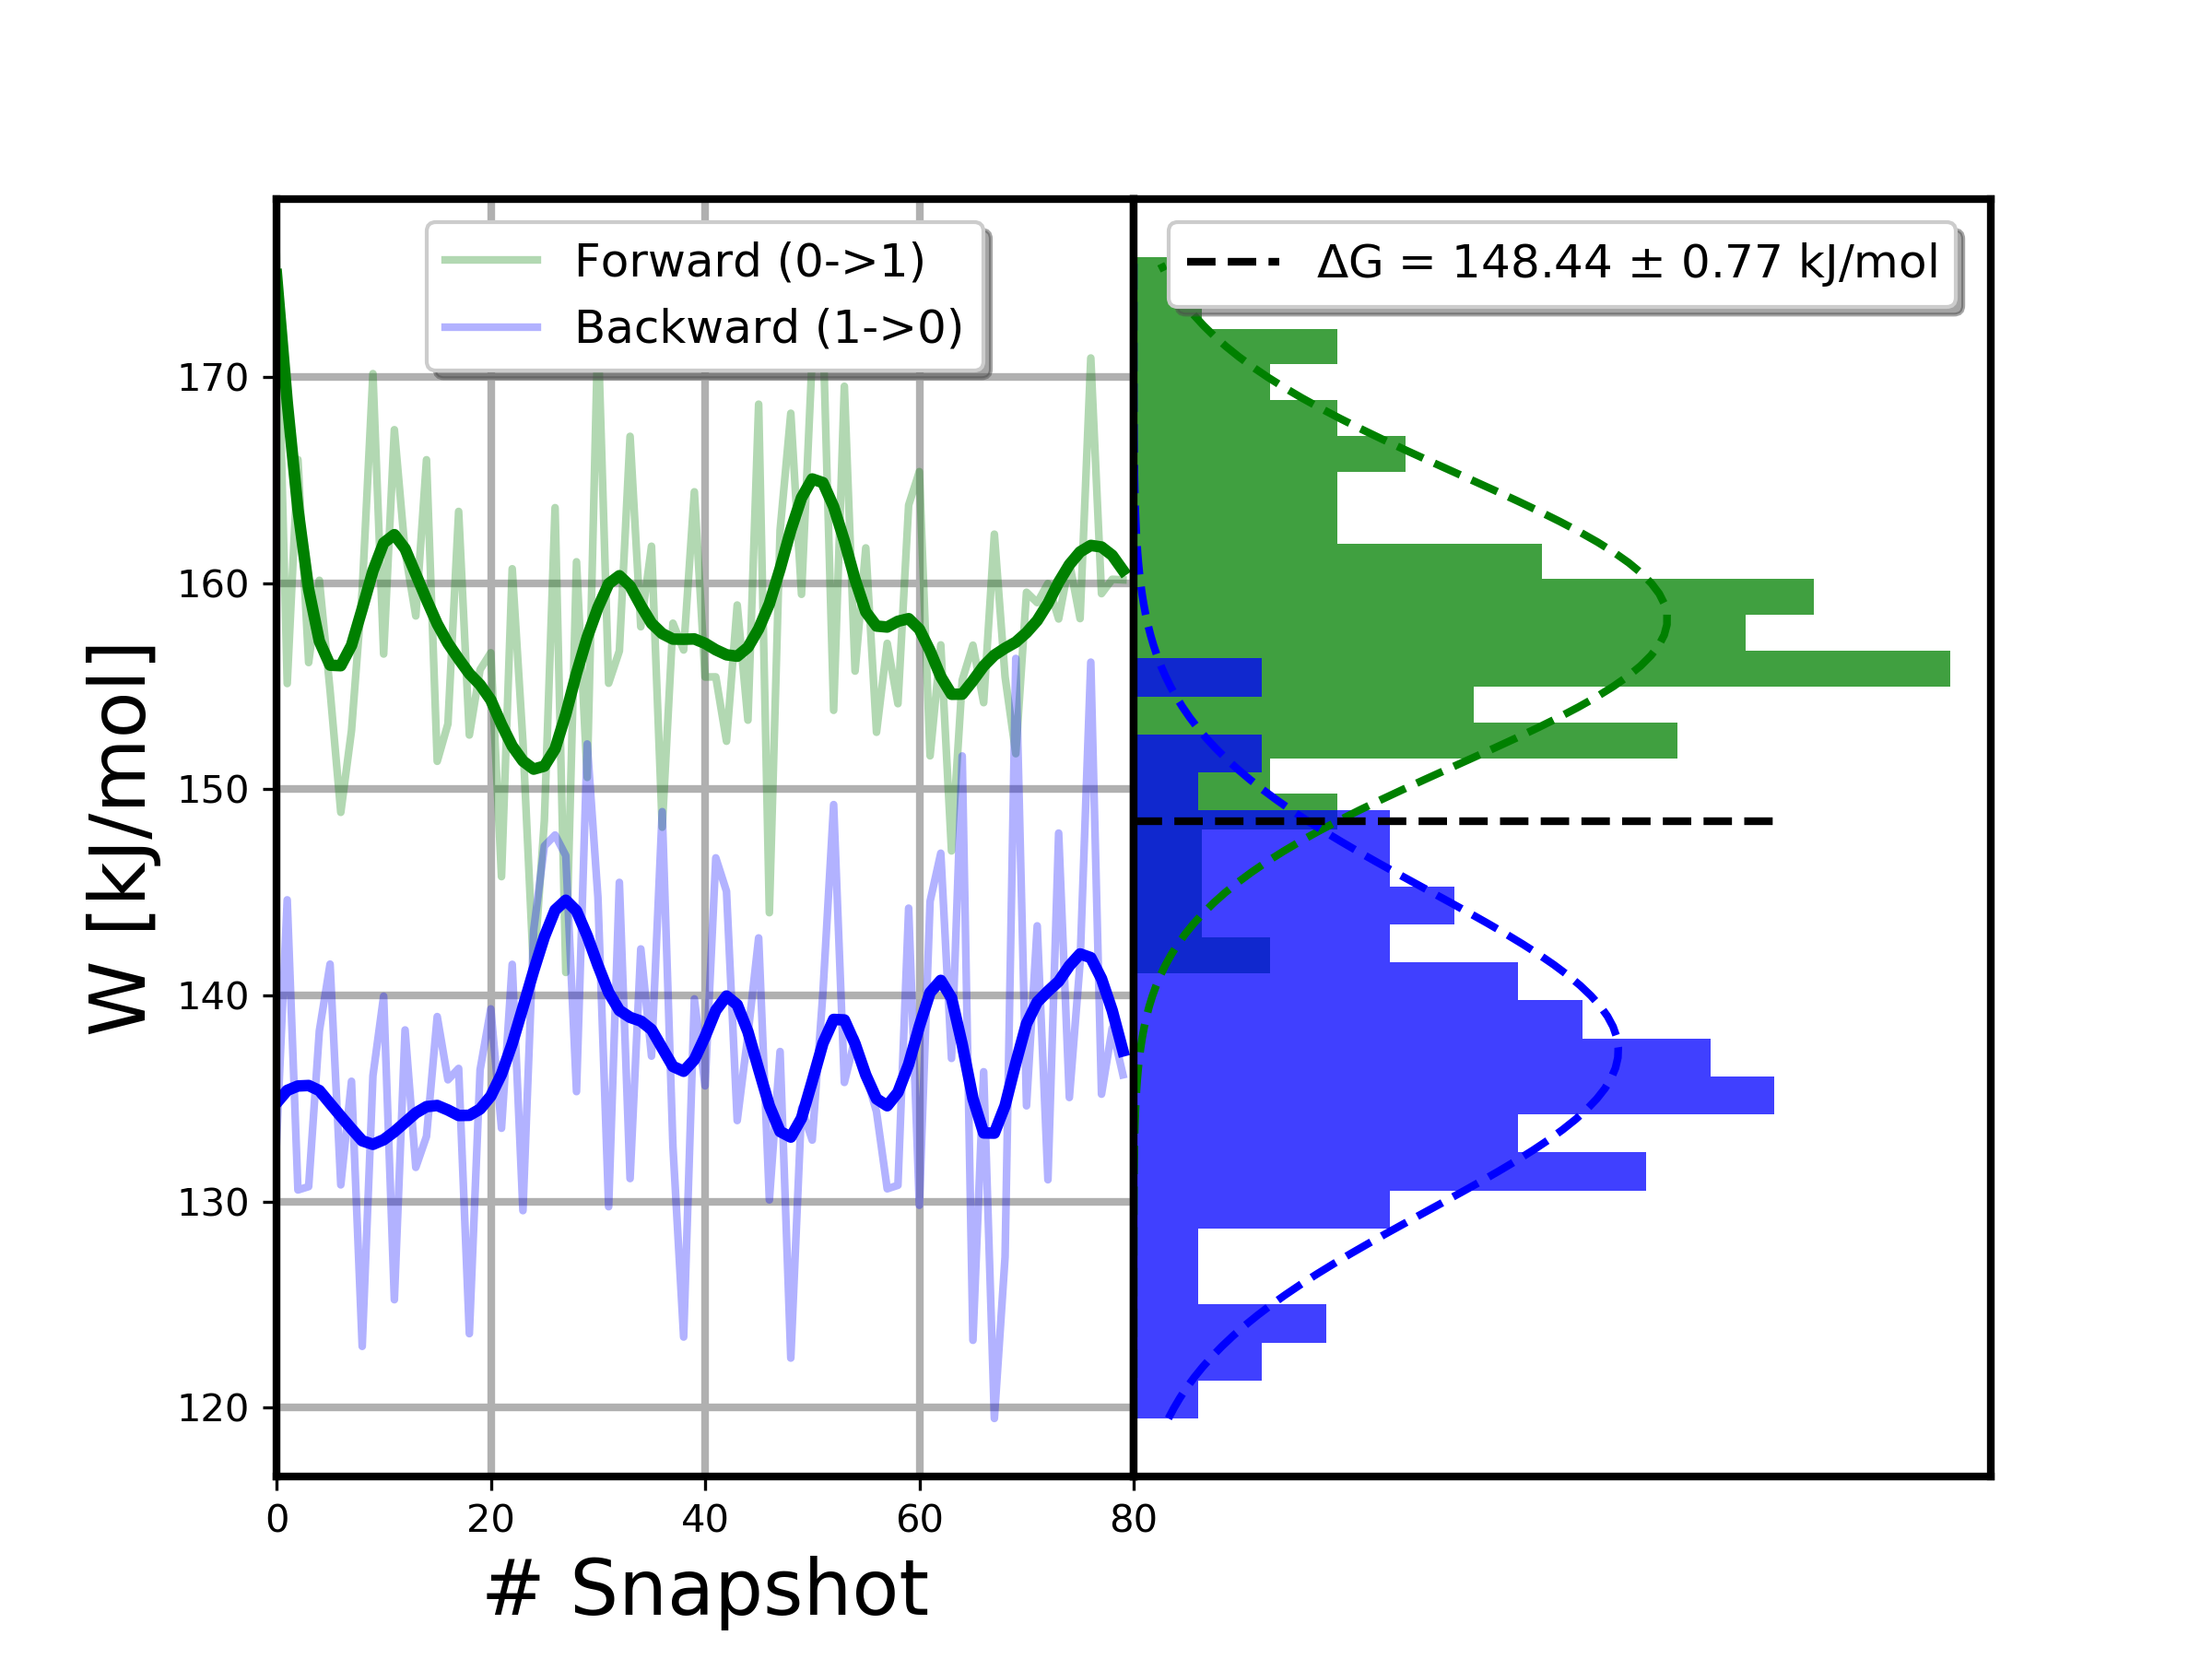 Forward (0->1)
Backward (1->0)
ΔG = 148.44 ± 0.77 kJ/mol
W [kJ/mol]
170
160
150
140
130
120
0
20
40
60
80
# Snapshot